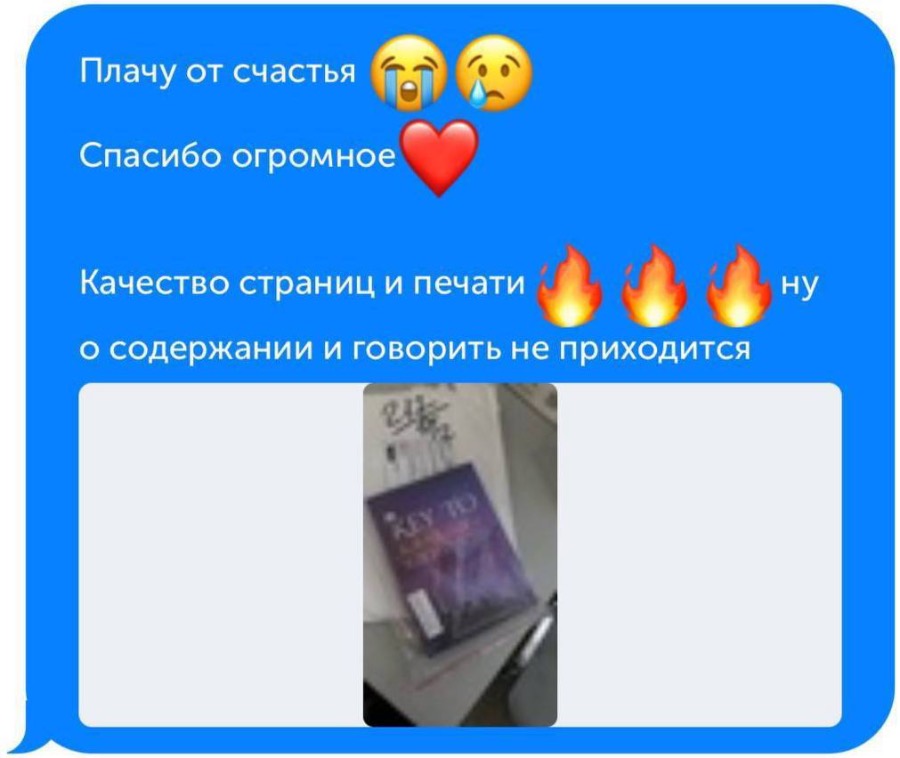 Плачу от счастья 😭😢
Спасибо огромное❤️
Качество страниц и печати 🔥🔥🔥 ну
о содержании и говорить не приходится
KEY TO